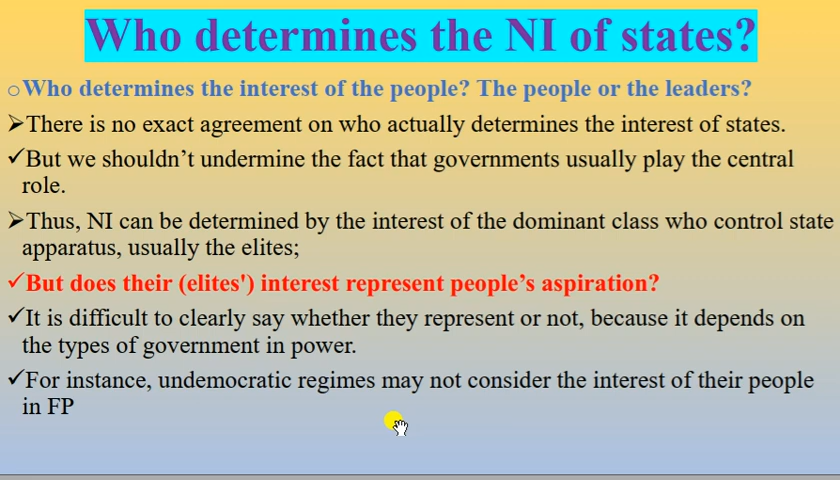 Who determines the NI of states?
○Who determines the interest of the people? The people or the leaders?
➢There is no exact agreement on who actually determines the interest of states.
✓But we shouldn’t undermine the fact that governments usually play the central
role.
➢Thus, NI can be determined by the interest of the dominant class who control state
apparatus, usually the elites;
✓But does their (elites') interest represent people’s aspiration?
✓It is difficult to clearly say whether they represent or not, because it depends on
the types of government in power.
✓For instance, undemocratic regimes may not consider the interest of their people
in FP